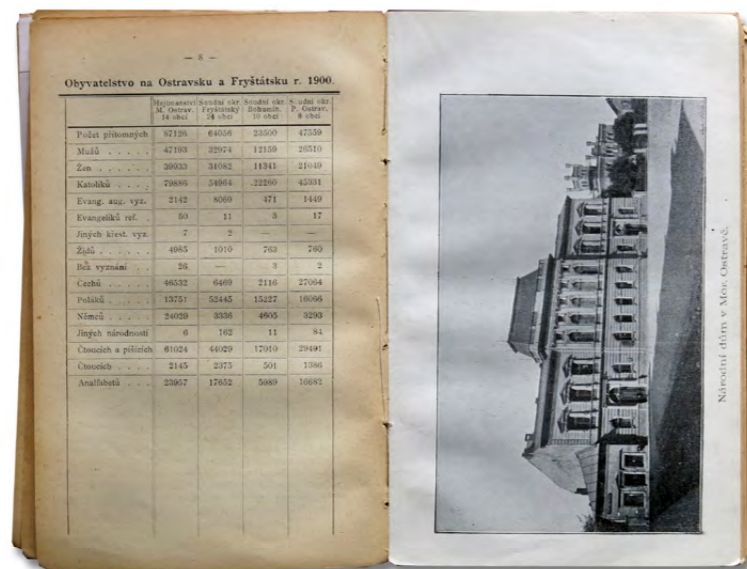 — 8 —
Obyvatelstvo na Ostravsku a Fryštátsku r. 1900.
Hejtmanství M. Ostrav. 14 obcí Soudní okr. Fryštátský 24 obcí Soudní okr. Bohumín. 10 obcí Soudní okr. P. Ostrav. 8 obcí
Počet přítomných 87126 64056 23500 47559
Mužů . . . . . 47193 32974 12159 26510
Žen . . . . . . 39933 31082 11341 21049
Katolíků . . . . 79886 54964 22260 45331
Evang. aug. vyz. 2142 8069 471 1449
Evangelíků ref. . 50 11 3 17
Jiných křest. vyz. 7 2 — —
Židů . . . . . . 4985 1010 763 760
Bez vyznání . . 26 — 3 2
Čechů . . . . . 46532 6469 2116 27064
Poláků . . . . . 13751 52445 15227 16066
Němců . . . . . 24029 3336 4605 3293
Jiných národností 6 162 11 84
Čtoucích a píšících 61024 44029 17010 29491
Čtoucích . . . . 2145 2375 501 1386
Analfabetů . . . 23957 17652 5989 16682
Národní dům v Mor. Ostravě.